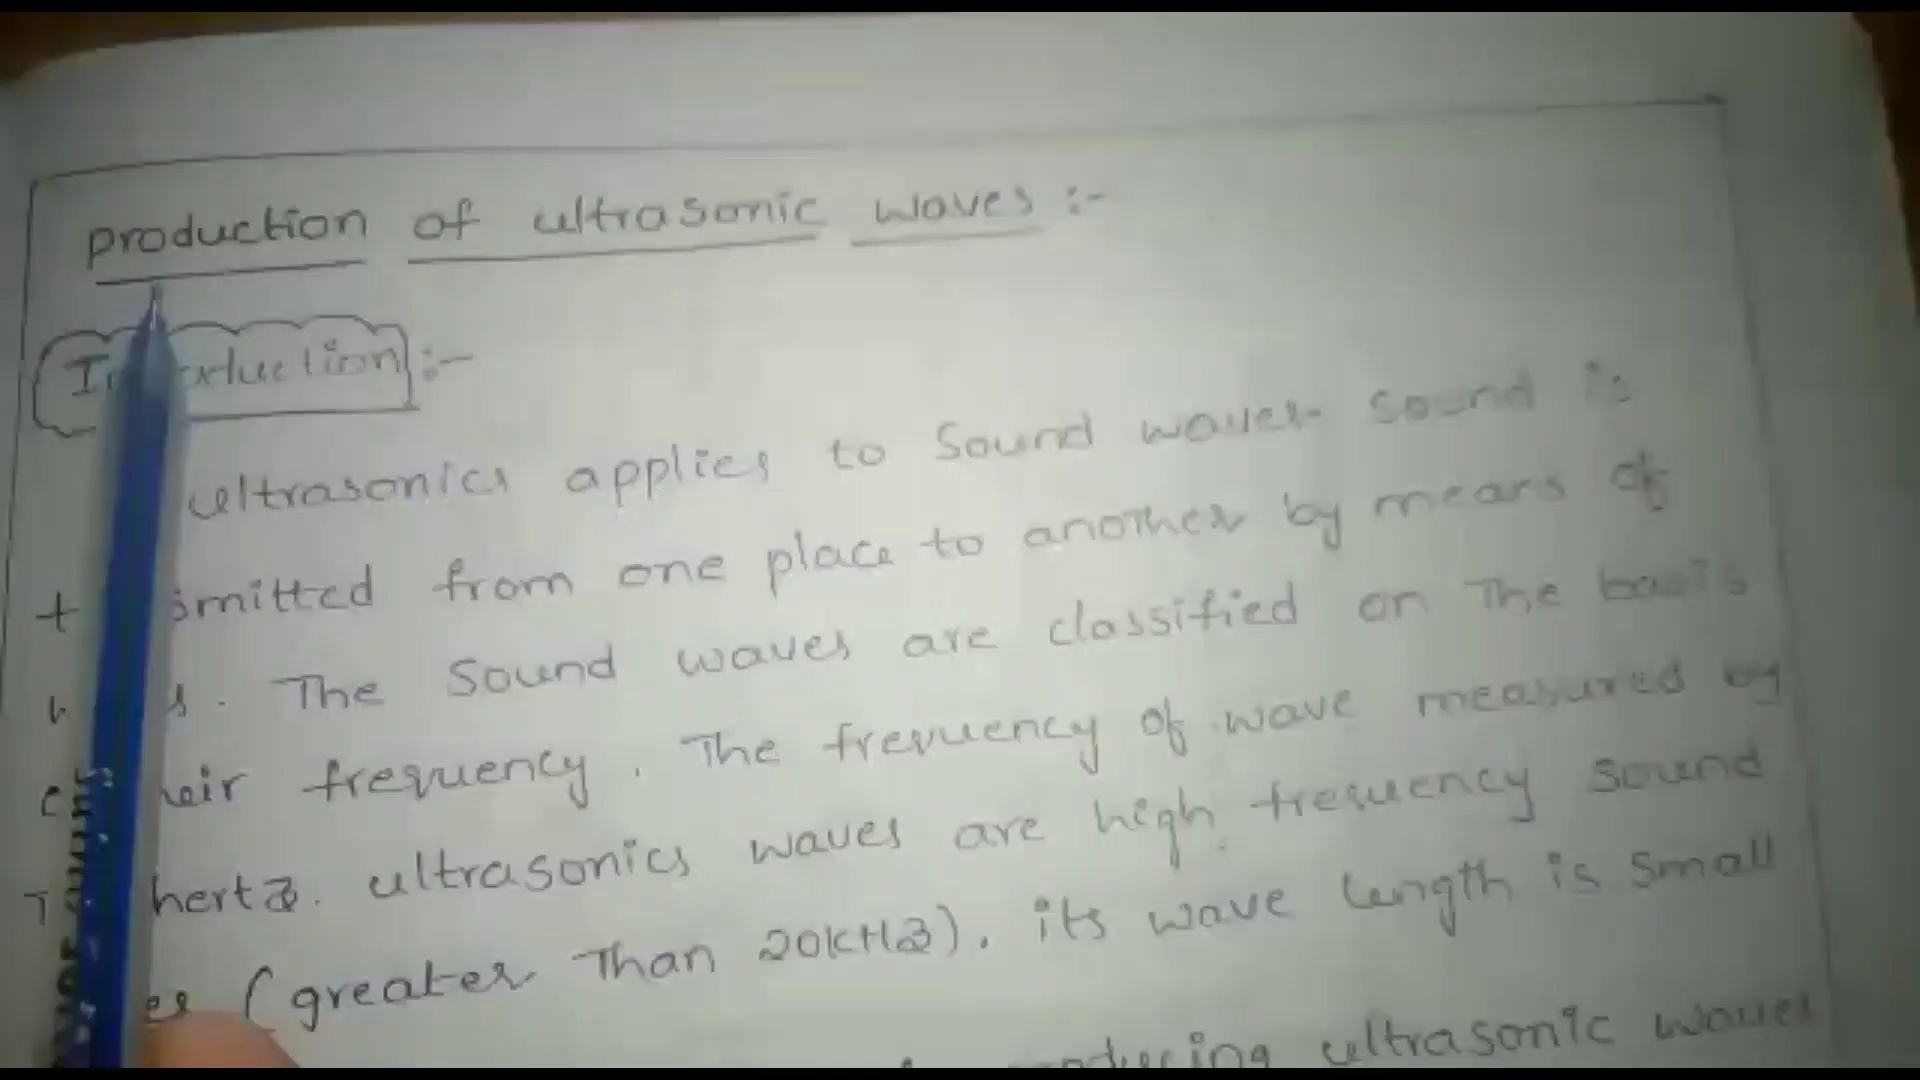 production of ultrasonic waves :-
Introduction :-
ultrasonics applies to Sound waves. Sound is
smitted from one place to another by means of
The Sound waves are classified on The basis
frequency. The frequency of wave measured by
hertz. ultrasonics waves are high frequency sound
(greater Than 20KHz). its wave length is small
ultrasonic waves